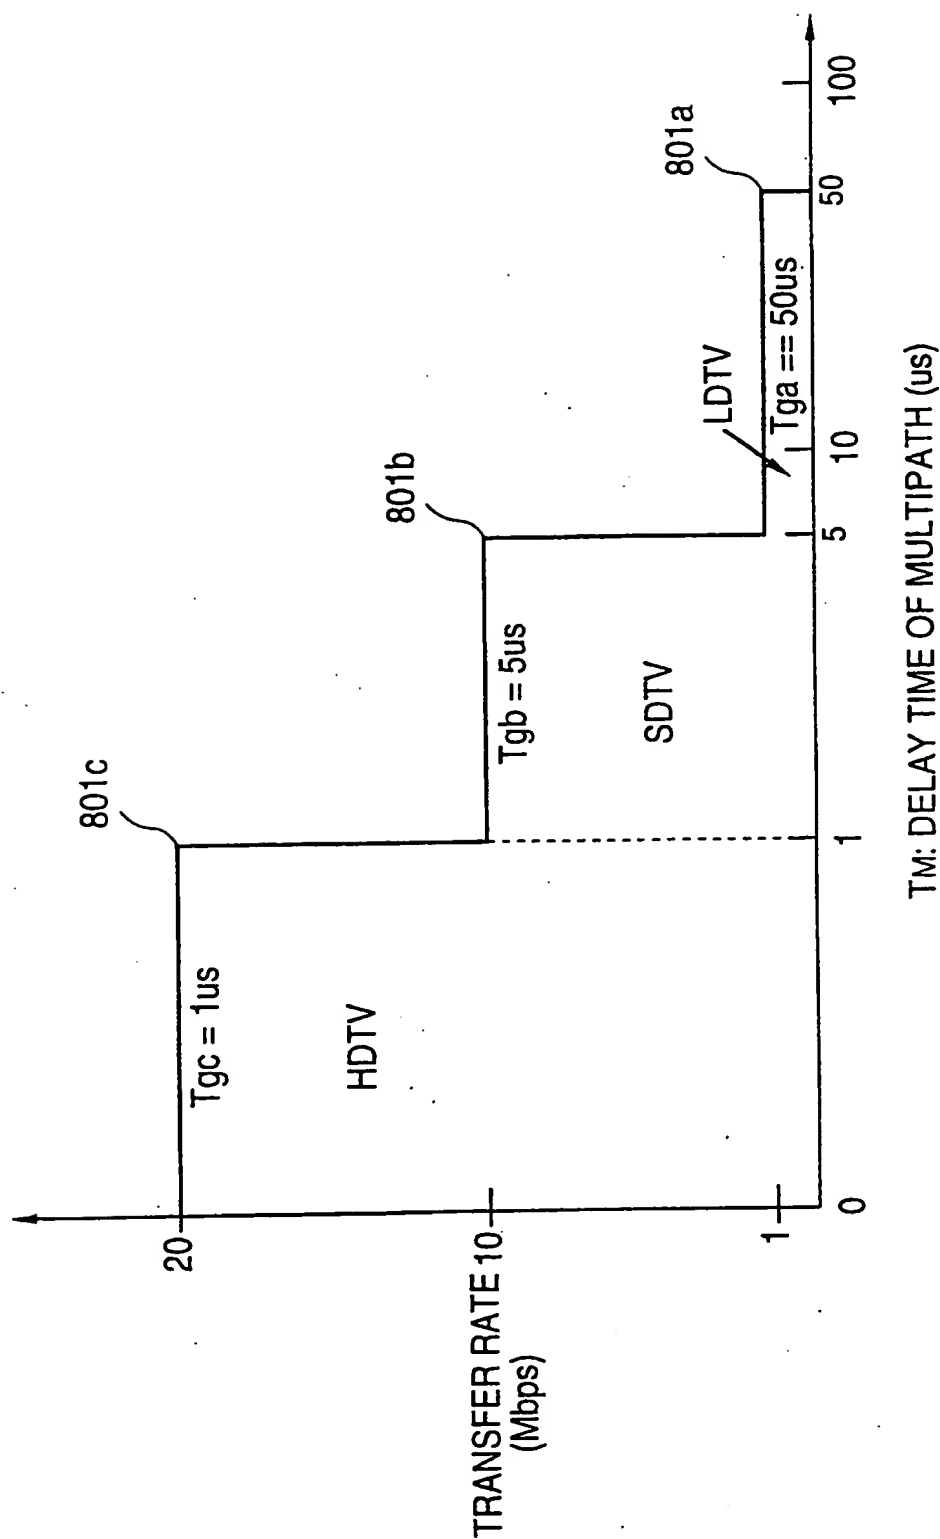 801c
20
Tgc = 1us
HDTV
801b
TRANSFER RATE 10
(Mbps)
Tgb = 5us
SDTV
801a
LDTV
Tga == 50us
1
0
1
5
10
50
100
TM: DELAY TIME OF MULTIPATH (us)